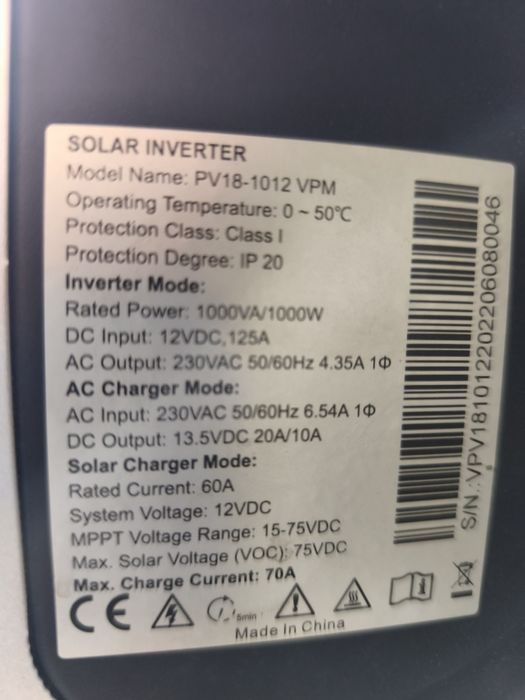 SOLAR INVERTER
Model Name: PV18-1012 VPM
Operating Temperature: 0 ~ 50℃
Protection Class: Class I
Protection Degree: IP 20
Inverter Mode:
Rated Power: 1000VA/1000W
DC Input: 12VDC,125A
AC Output: 230VAC 50/60Hz 4.35A 1Φ
AC Charger Mode:
AC Input: 230VAC 50/60Hz 6.54A 1Φ
DC Output: 13.5VDC 20A/10A
Solar Charger Mode:
Rated Current: 60A
System Voltage: 12VDC
MPPT Voltage Range: 15-75VDC
Max. Solar Voltage (VOC): 75VDC
Max. Charge Current: 70A
CE
5min
Made In China
S/N.:VPV181012202206080046